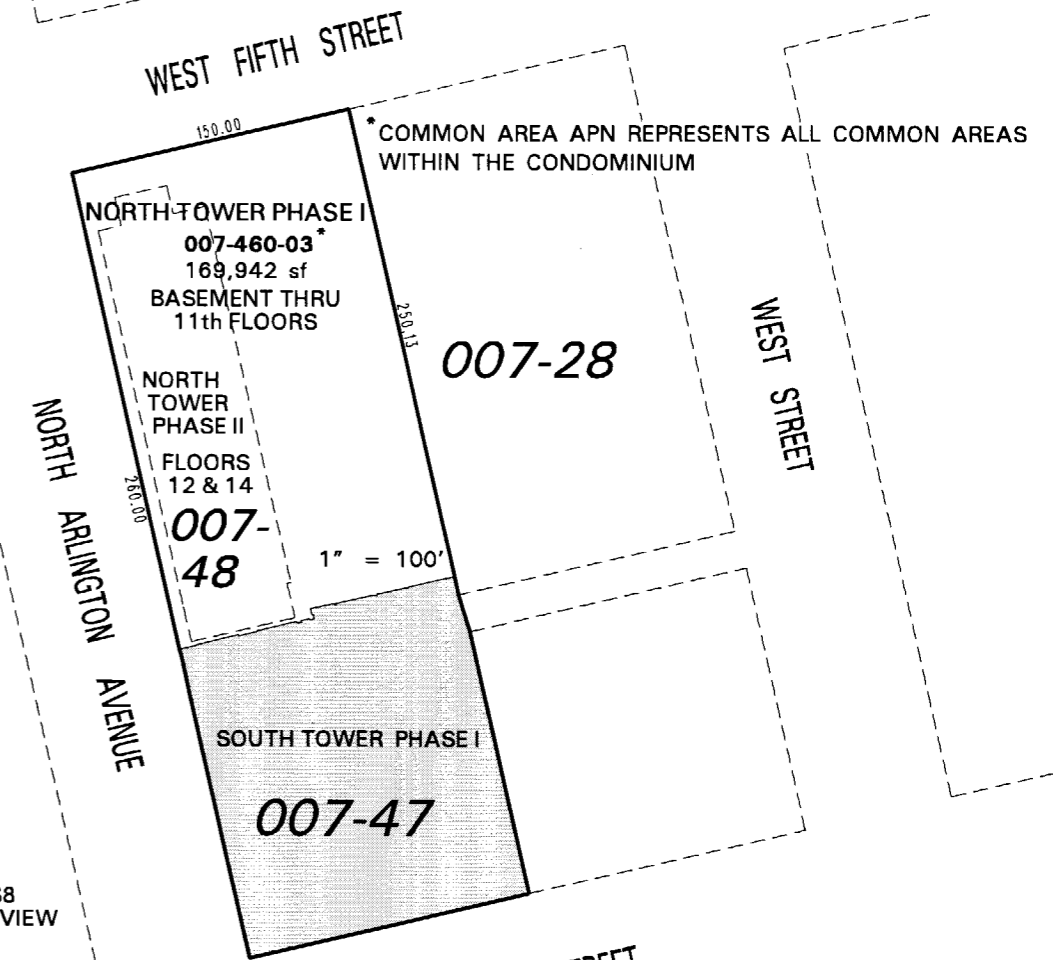 WEST FIFTH STREET
150.00
*COMMON AREA APN REPRESENTS ALL COMMON AREAS
WITHIN THE CONDOMINIUM
NORTH TOWER PHASE I
007-460-03*
169,942 sf
BASEMENT THRU
11th FLOORS
250.13
007-28
WEST STREET
NORTH
TOWER
PHASE II
FLOORS
12 & 14
007-
48
260.00
NORTH ARLINGTON AVENUE
1" = 100'
SOUTH TOWER PHASE I
007-47
VIEW